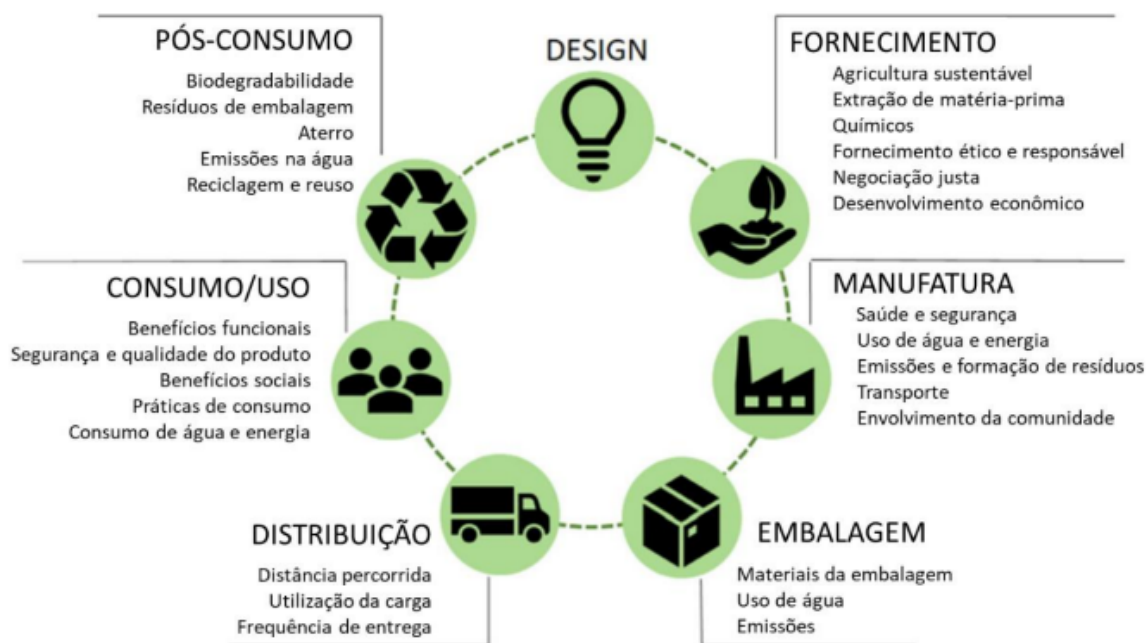 DESIGN
FORNECIMENTO
Agricultura sustentável
Extração de matéria-prima
Químicos
Fornecimento ético e responsável
Negociação justa
Desenvolvimento econômico
MANUFATURA
Saúde e segurança
Uso de água e energia
Emissões e formação de resíduos
Transporte
Envolvimento da comunidade
EMBALAGEM
Materiais da embalagem
Uso de água
Emissões
DISTRIBUIÇÃO
Distância percorrida
Utilização da carga
Frequência de entrega
CONSUMO/USO
Benefícios funcionais
Segurança e qualidade do produto
Benefícios sociais
Práticas de consumo
Consumo de água e energia
PÓS-CONSUMO
Biodegradabilidade
Resíduos de embalagem
Aterro
Emissões na água
Reciclagem e reuso